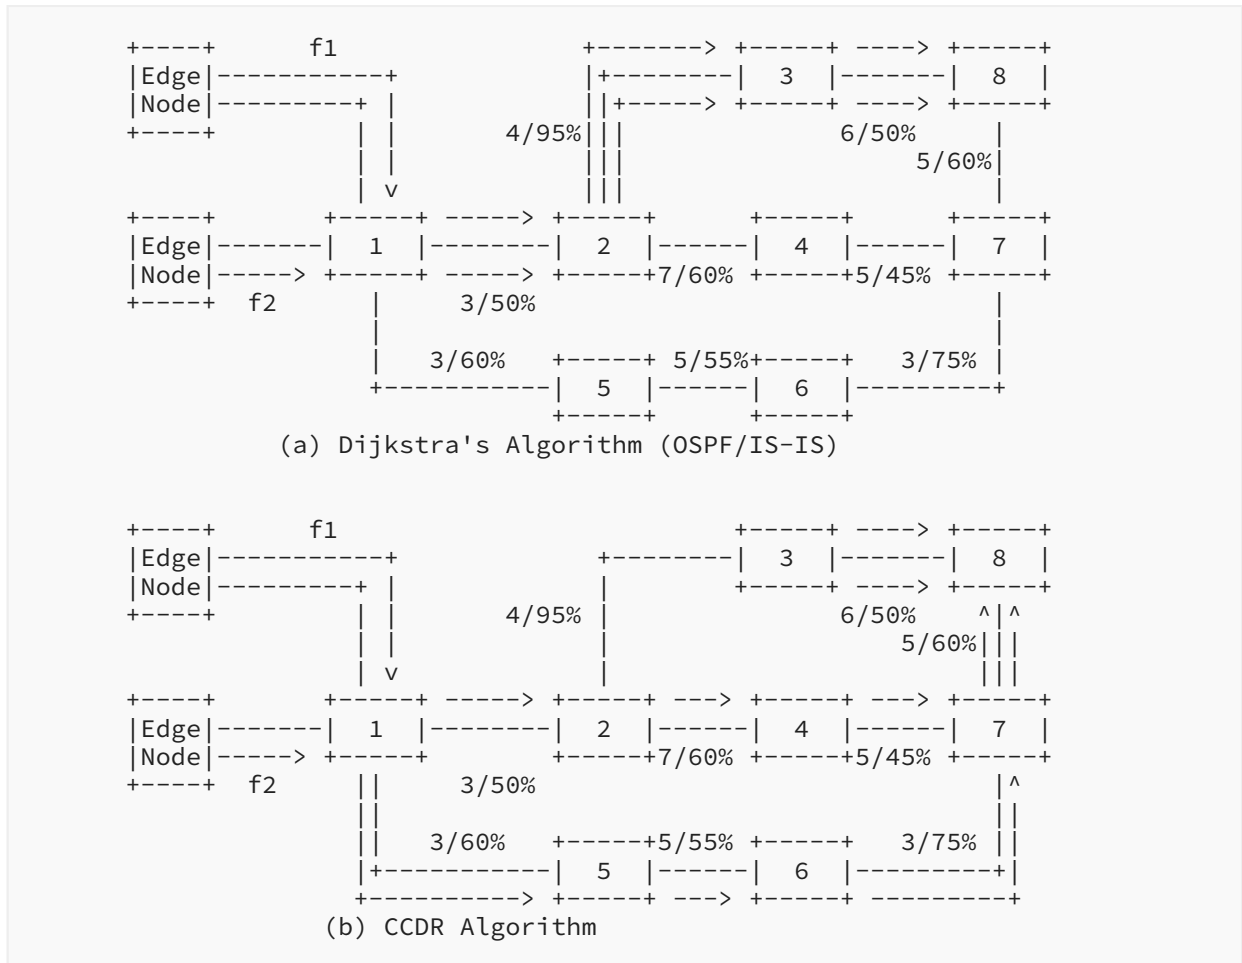 +----+      f1                 +-------> +-----+ ----> +-----+
|Edge|-----------+             |+--------|  3  |-------|  8  |
|Node|---------+ |             ||+-----> +-----+ ----> +-----+
+----+         | |       4/95%|||              6/50%     |
               | |            |||                   5/60%|
               | v            |||                        |
+----+       +-----+ -----> +-----+      +-----+      +-----+
|Edge|-------|  1  |--------|  2  |------|  4  |------|  7  |
|Node|-----> +-----+ -----> +-----+7/60% +-----+5/45% +-----+
+----+  f2      |     3/50%                              |
                |                                        |
                |   3/60%   +-----+ 5/55%+-----+   3/75% |
                +-----------|  5  |------|  6  |---------+
                            +-----+      +-----+
(a) Dijkstra's Algorithm (OSPF/IS-IS)
+----+      f1                          +-----+ ----> +-----+
|Edge|-----------+             +--------|  3  |-------|  8  |
|Node|---------+ |             |        +-----+ ----> +-----+
+----+         | |       4/95% |               6/50%    ^|^
               | |             |                   5/60%|||
               | v             |                        |||
+----+       +-----+ -----> +-----+ ---> +-----+ ---> +-----+
|Edge|-------|  1  |--------|  2  |------|  4  |------|  7  |
|Node|-----> +-----+        +-----+7/60% +-----+5/45% +-----+
+----+  f2     ||     3/50%                              |^
               ||                                        ||
               ||   3/60%   +-----+5/55% +-----+   3/75% ||
               |+-----------|  5  |------|  6  |---------+|
               +----------> +-----+ ---> +-----+ ---------+
(b) CCDR Algorithm